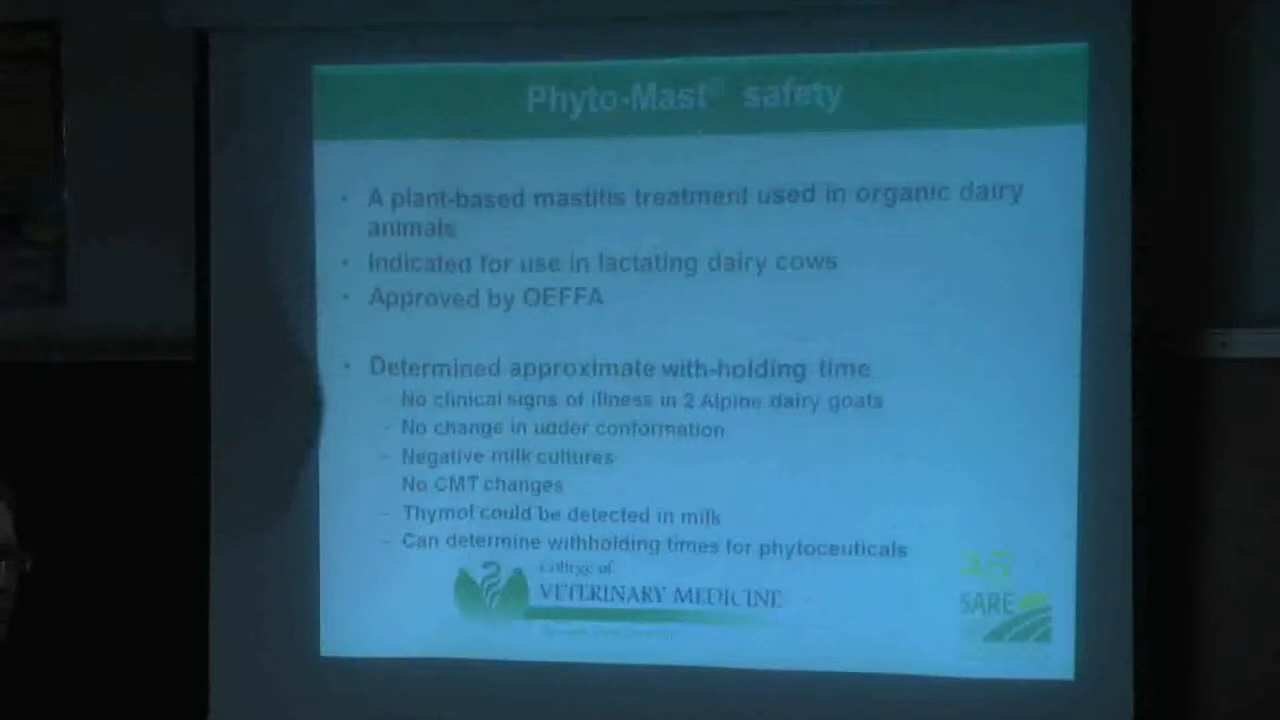 Phyto-Mast® safety
• A plant-based mastitis treatment used in organic dairy
animals
• Indicated for use in lactating dairy cows
• Approved by OEFFA
• Determined approximate with-holding time
– No clinical signs of illness in 2 Alpine dairy goats
– No change in udder conformation
– Negative milk cultures
No CMT changes
– Thymol could be detected in milk
– Can determine withholding times for phytoceuticals
College of
VETERINARY MEDICINE
SARE